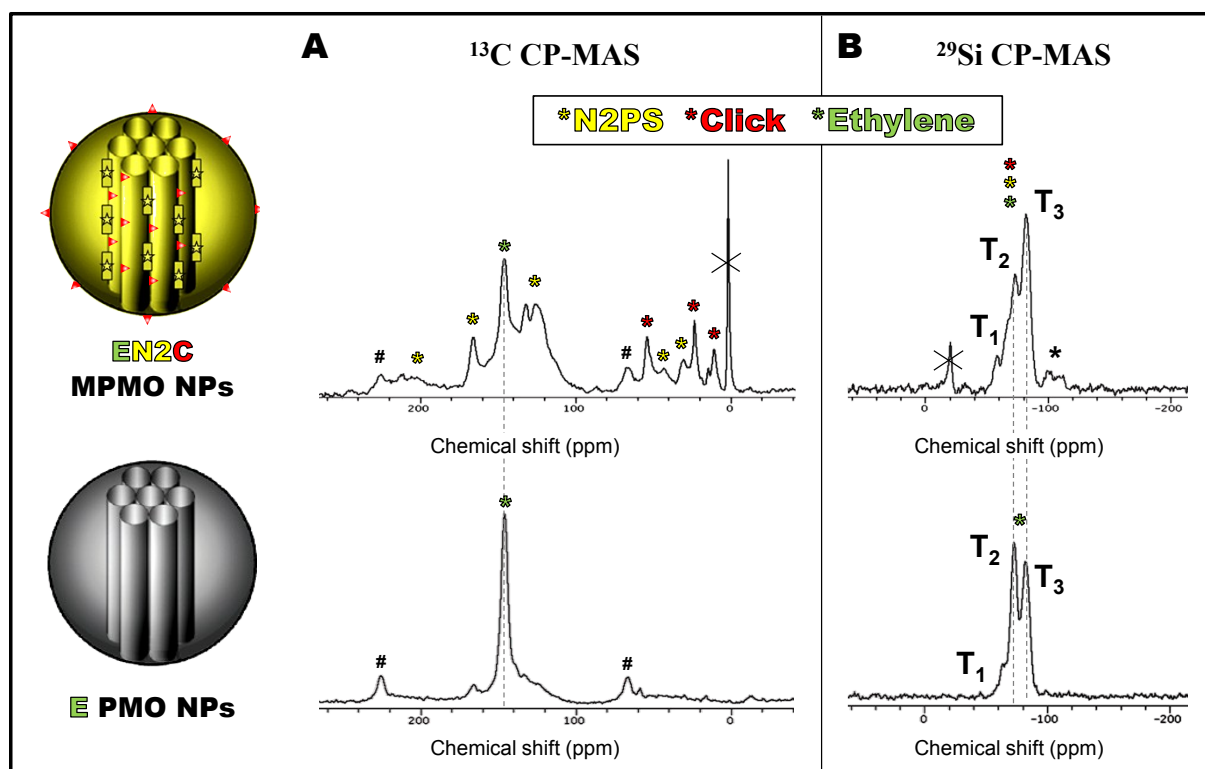 A
¹³C CP-MAS
B
²⁹Si CP-MAS
*N2PS *Click *Ethylene
EN2C
MPMO NPs
# * * * * # * * * * *
200 100 0
Chemical shift (ppm)
* * *
T₁ T₂ T₃ *
0 -100 -200
Chemical shift (ppm)
E PMO NPs
# * #
200 100 0
Chemical shift (ppm)
*
T₁ T₂ T₃
0 -100 -200
Chemical shift (ppm)